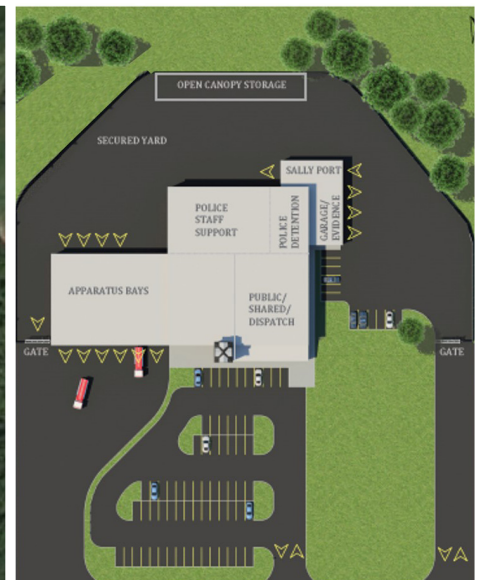 OPEN CANOPY STORAGE
SECURED YARD
SALLY PORT
POLICE
STAFF
SUPPORT
POLICE
DETENTION
GARAGE/
EVIDENCE
APPARATUS BAYS
PUBLIC/
SHARED/
DISPATCH
GATE
GATE